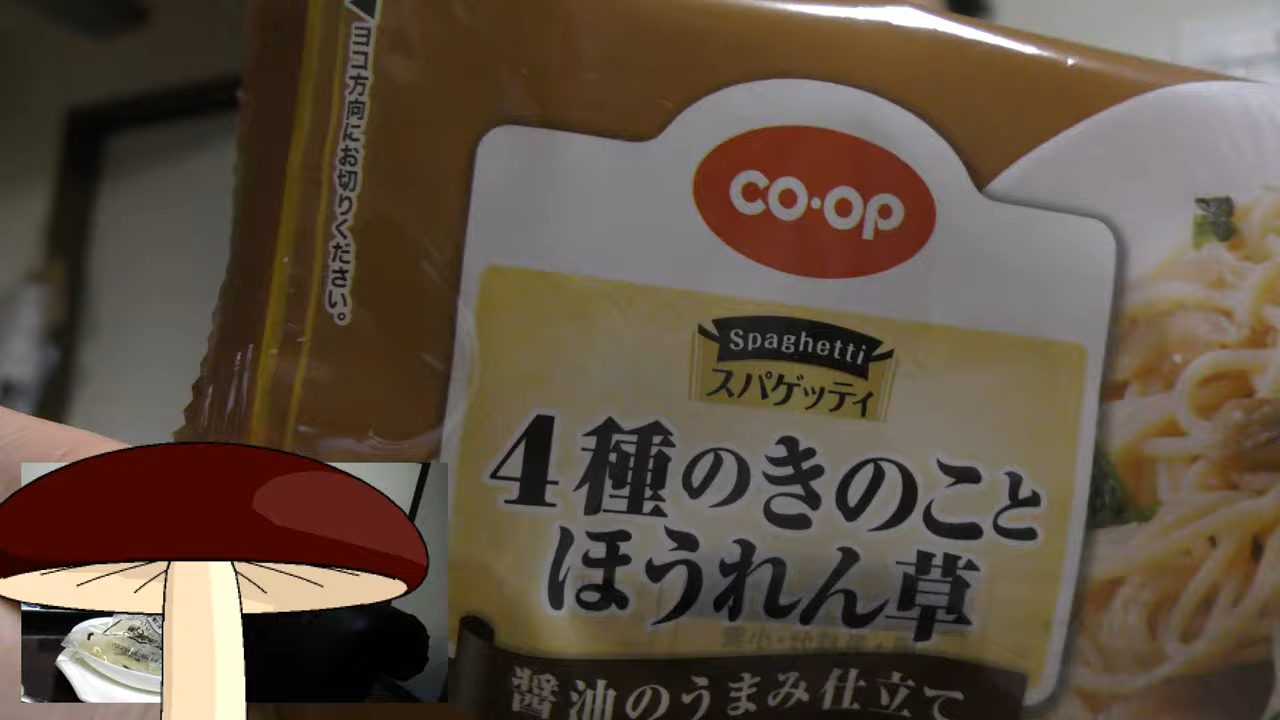 ヨコ方向にお切りください。
CO·OP
Spaghetti
スパゲッティ
4種のきのこと
ほうれん草
醤油のうまみ仕立て